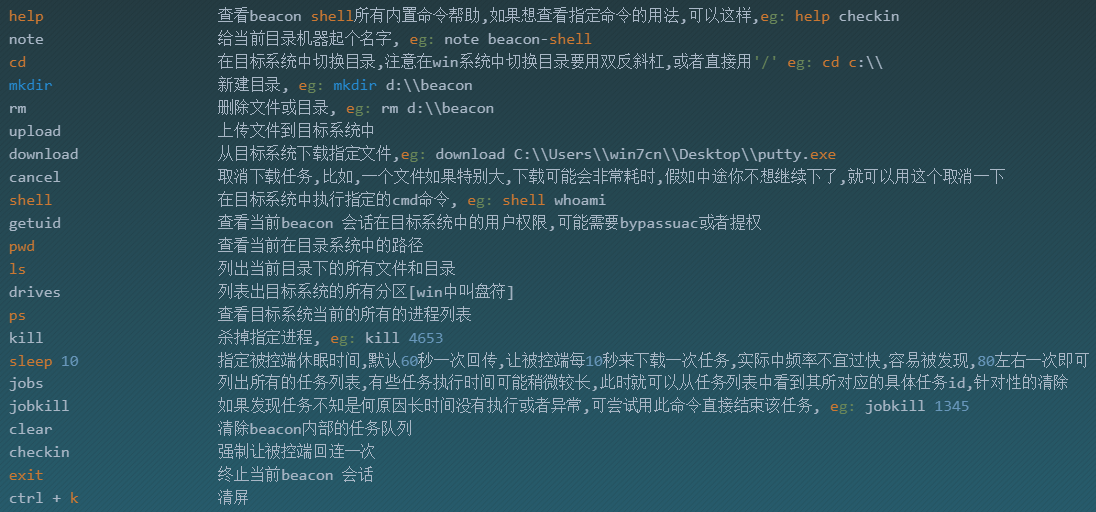 help 查看beacon shell所有内置命令帮助,如果想查看指定命令的用法,可以这样,eg: help checkin
note 给当前目录机器起个名字, eg: note beacon-shell
cd 在目标系统中切换目录,注意在win系统中切换目录要用双反斜杠,或者直接用'/' eg: cd c:\\
mkdir 新建目录, eg: mkdir d:\\beacon
rm 删除文件或目录, eg: rm d:\\beacon
upload 上传文件到目标系统中
download 从目标系统下载指定文件,eg: download C:\\Users\\win7cn\\Desktop\\putty.exe
cancel 取消下载任务,比如,一个文件如果特别大,下载可能会非常耗时,假如中途你不想继续下了,就可以用这个取消一下
shell 在目标系统中执行指定的cmd命令, eg: shell whoami
getuid 查看当前beacon 会话在目标系统中的用户权限,可能需要bypassuac或者提权
pwd 查看当前在目录系统中的路径
ls 列出当前目录下的所有文件和目录
drives 列表出目标系统的所有分区[win中叫盘符]
ps 查看目标系统当前的所有的进程列表
kill 杀掉指定进程, eg: kill 4653
sleep 10 指定被控端休眠时间,默认60秒一次回传,让被控端每10秒来下载一次任务,实际中频率不宜过快,容易被发现,80左右一次即可
jobs 列出所有的任务列表,有些任务执行时间可能稍微较长,此时就可以从任务列表中看到其所对应的具体任务id,针对性的清除
jobkill 如果发现任务不知是何原因长时间没有执行或者异常,可尝试用此命令直接结束该任务, eg: jobkill 1345
clear 清除beacon内部的任务队列
checkin 强制让被控端回连一次
exit 终止当前beacon 会话
ctrl + k 清屏